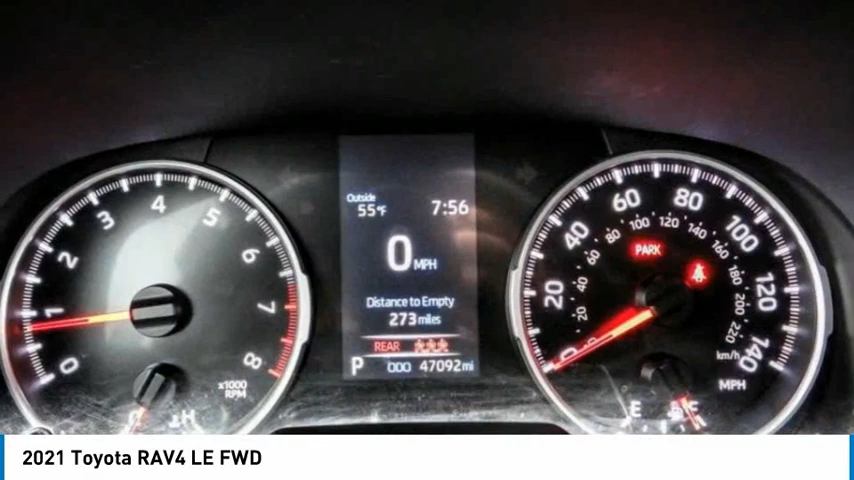 0 1 2 3 4 5 6 7 8
x1000
RPM
H
Outside
55°F
7:56
0 MPH
Distance to Empty
273 miles
REAR
P ODO 47092 mi
0 20 40 60 80 100 120 140
20 40 60 80 100 120 140 160 180 200 220
km/h
MPH
PARK
E F
2021 Toyota RAV4 LE FWD